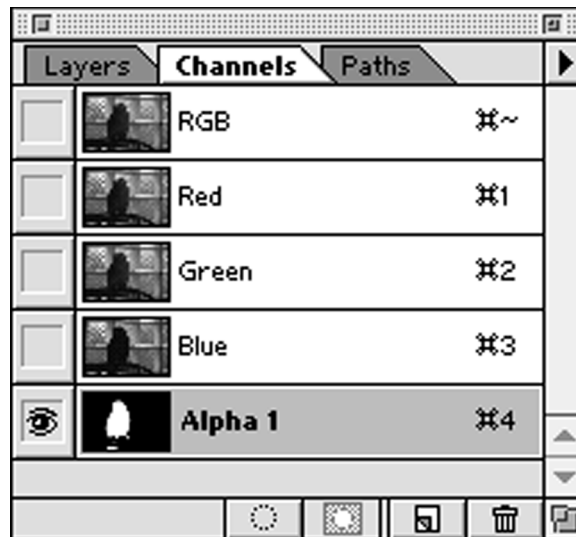 Layers Channels Paths
RGB ⌘~
Red ⌘1
Green ⌘2
Blue ⌘3
Alpha 1 ⌘4